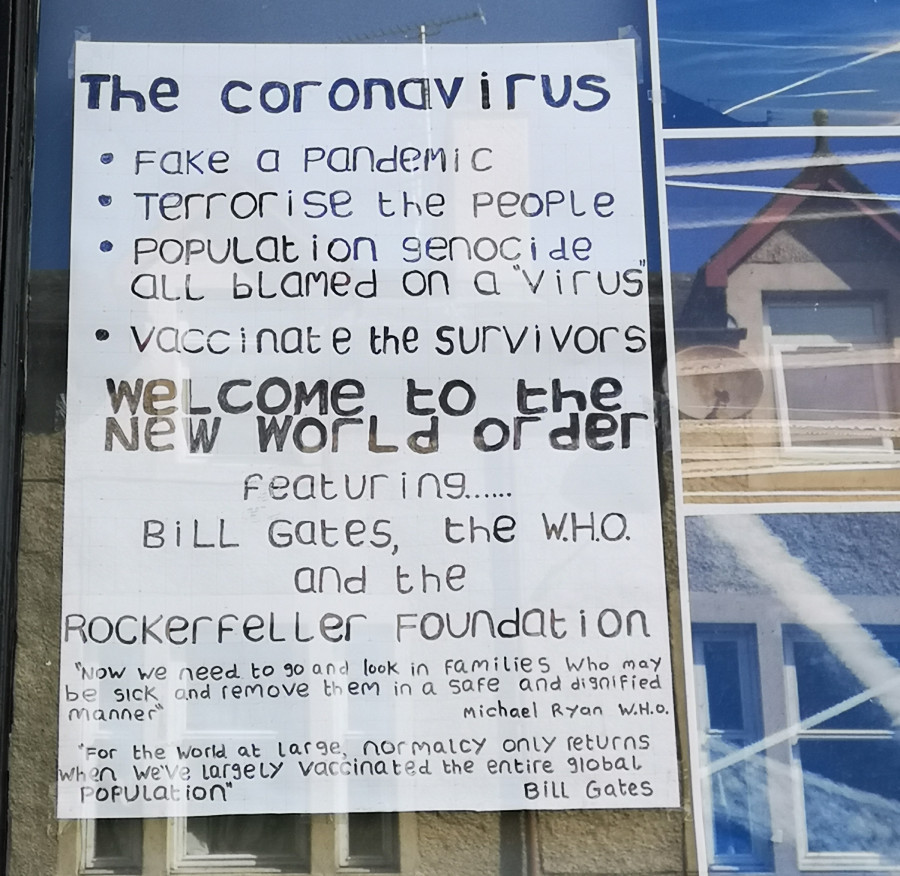 The coronavirus
• Fake a pandemic
• Terrorise the people
• Population genocide
all blamed on a "virus"
• Vaccinate the survivors
Welcome to the
New World order
featuring......
Bill Gates, the W.H.O.
and the
Rockerfeller Foundation
"Now we need to go and look in families who may
be sick and remove them in a safe and dignified
manner" Michael Ryan W.H.O.
"For the world at large, normalcy only returns
when we've largely vaccinated the entire global
population" Bill Gates